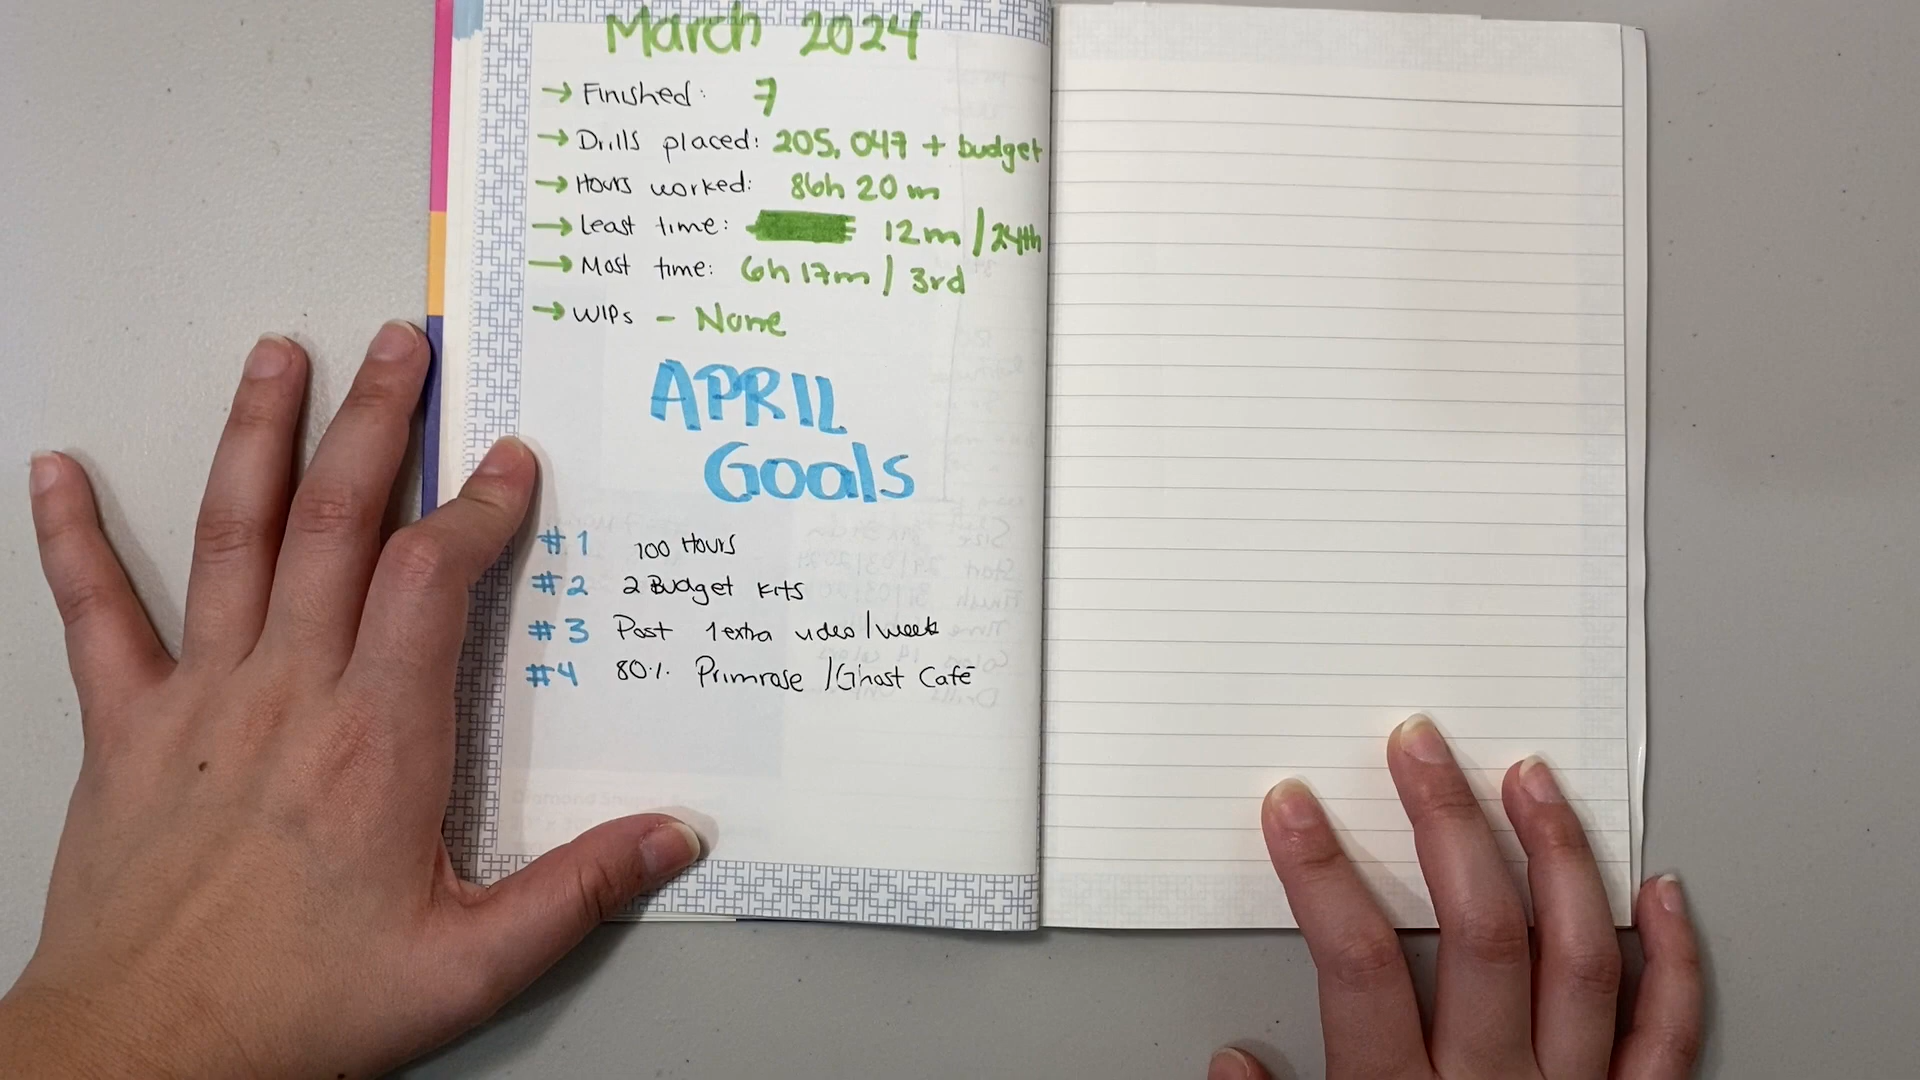 March 2024
→ Finished: 7
→ Drills placed: 205,047 + budget
→ Hours worked: 86h 20m
→ Least time: 12m / 24th
→ Most time: 6h 17m / 3rd
→ WIPs - None
APRIL
Goals
#1 100 Hours
#2 2 Budget kits
#3 Post 1 extra video/week
#4 80% Primrose /Ghost Café